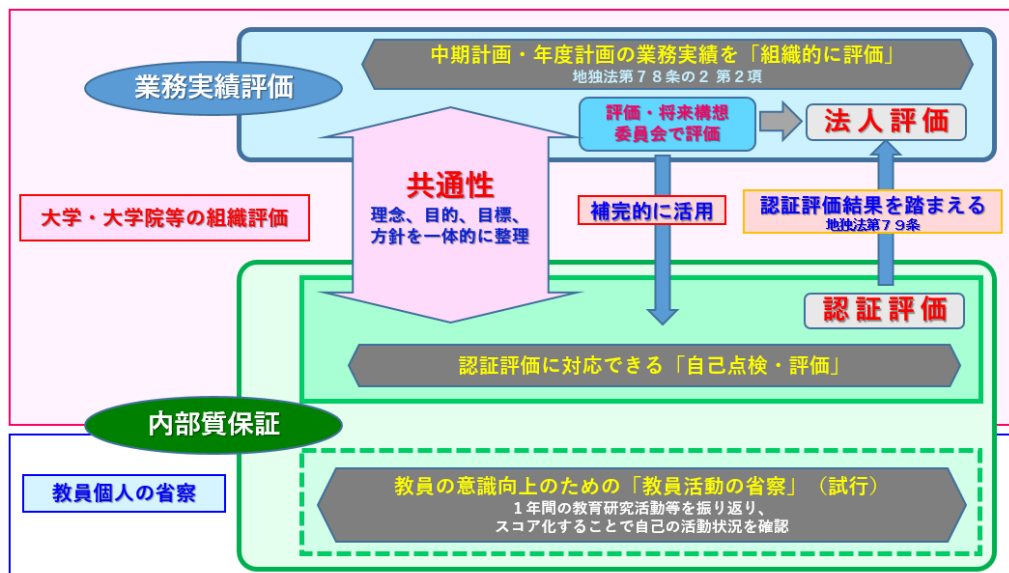 中期計画・年度計画の業務実績を「組織的に評価」
地独法第７８条の２ 第２項
業務実績評価
評価・将来構想
委員会で評価
法人評価
共通性
理念、目的、目標、
方針を一体的に整理
大学・大学院等の組織評価
補完的に活用
認証評価結果を踏まえる
地独法第７９条
認証評価
認証評価に対応できる「自己点検・評価」
内部質保証
教員個人の省察
教員の意識向上のための「教員活動の省察」（試行）
１年間の教育研究活動等を振り返り、
スコア化することで自己の活動状況を確認